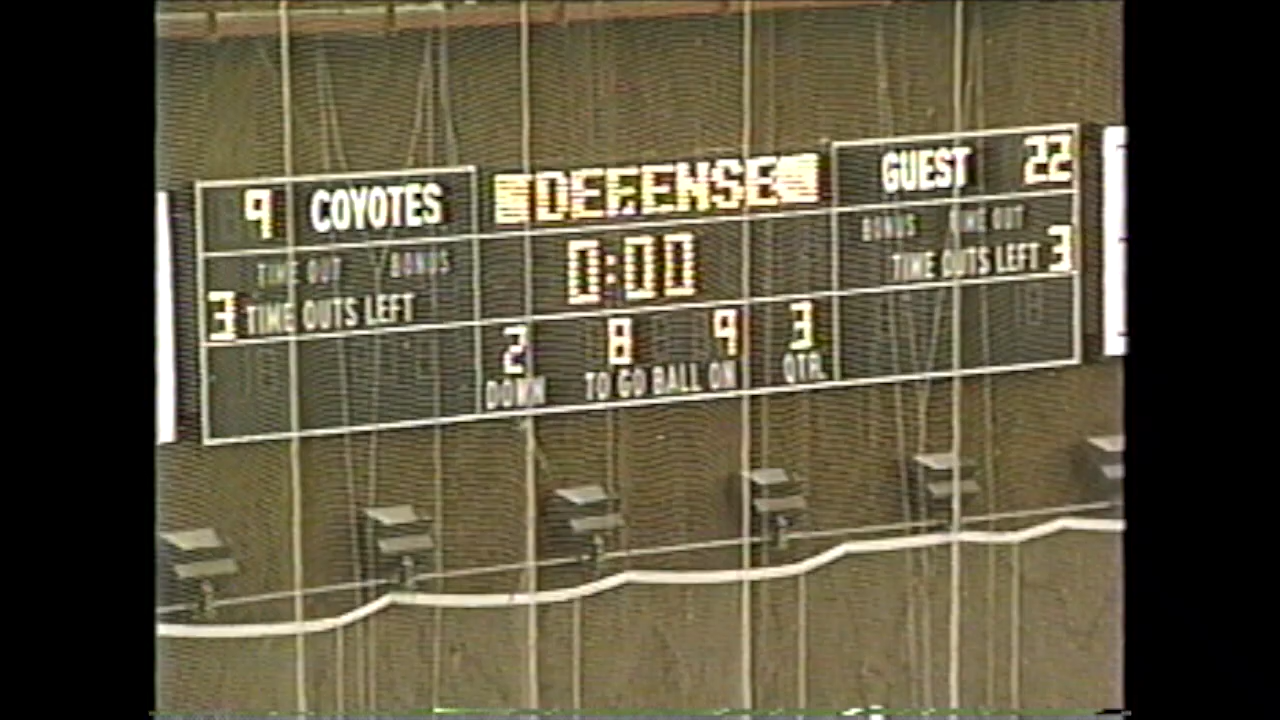 9 COYOTES DEFENSE GUEST 22
TIME OUT BONUS 0:00 BONUS TIME OUT
3 TIME OUTS LEFT TIME OUTS LEFT 3
2 8 9 3
DOWN TO GO BALL ON QTR.